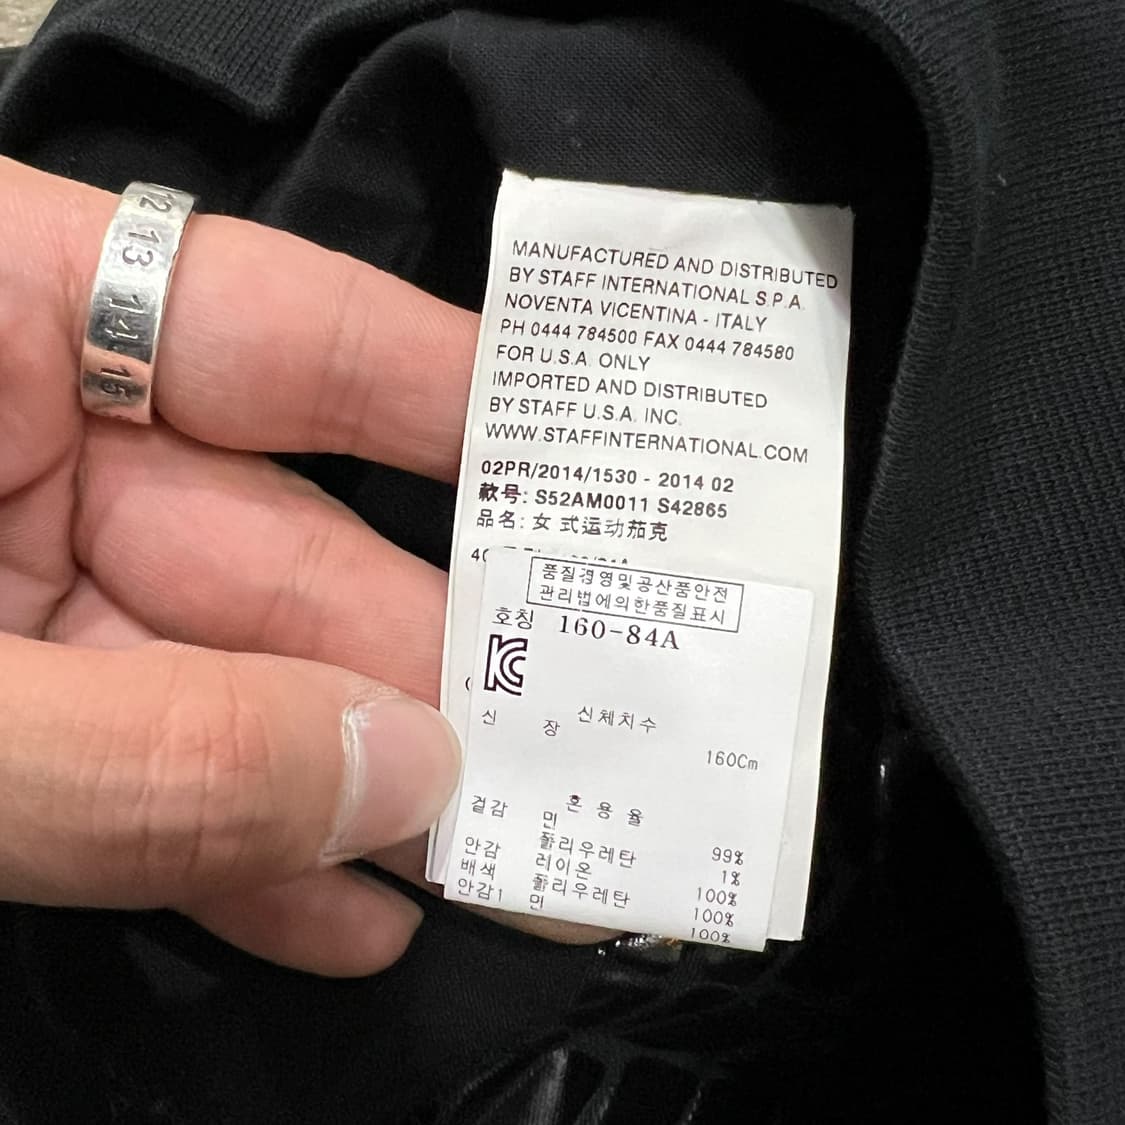 12 13 14 15
MANUFACTURED AND DISTRIBUTED
BY STAFF INTERNATIONAL S.P.A.
NOVENTA VICENTINA - ITALY
PH 0444 784500 FAX 0444 784580
FOR U.S.A. ONLY
IMPORTED AND DISTRIBUTED
BY STAFF U.S.A. INC.
WWW.STAFFINTERNATIONAL.COM
02PR/2014/1530 - 2014 02
款号: S52AM0011 S42865
品名: 女 式运动茄克
품질경영및공산품안전
관리법에의한품질표시
호칭 160-84A
신체치수
신 장 160Cm
혼 용 율
겉감 면 99%
폴리우레탄 1%
안감 레이온 100%
배색 폴리우레탄 100%
안감1 면 100%